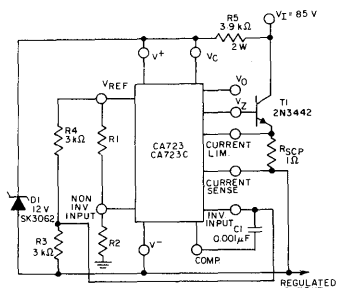 R5
3.9 kΩ
2 W
VI = 85 V
V+
VC
VREF
VO
VZ
T1
2N3442
R4
3 kΩ
R1
CA723
CA723C
CURRENT
LIM.
RSCP
1Ω
CURRENT
SENSE
D1
12 V
SK3062
NON
INV
INPUT
INV.
INPUT
C1
0.001µF
R3
3 kΩ
R2
V−
COMP.
REGULATED